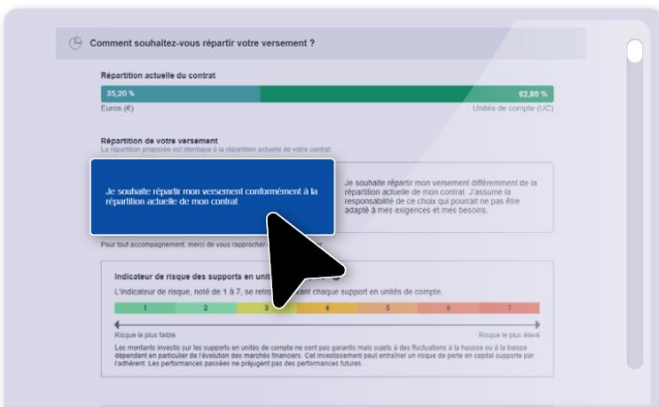 Comment souhaitez-vous répartir votre versement ?
Répartition actuelle du contrat
35,20 %
62,80 %
Euros (€)
Unités de compte (UC)
Répartition de votre versement
La répartition proposée est identique à la répartition actuelle de votre contrat.
Je souhaite répartir mon versement conformément à la
répartition actuelle de mon contrat
Je souhaite répartir mon versement différemment de la
répartition actuelle de mon contrat. J'assume la
responsabilité de ce choix qui pourrait ne pas être
adapté à mes exigences et mes besoins.
Pour tout accompagnement, merci de vous rapprocher
Indicateur de risque des supports en
L'indicateur de risque, noté de 1 à 7, se chaque support en unités de compte.
1 2 3 4 5 6 7
Risque le plus faible
Risque le plus élevé
Les montants investis sur les supports en unités de compte ne sont pas garantis mais sujets à des fluctuations à la hausse ou à la baisse
dépendant en particulier de l'évolution des marchés financiers. Cet investissement peut entraîner un risque de perte en capital supporté par
l'adhérent. Les performances passées ne préjugent pas des performances futures.